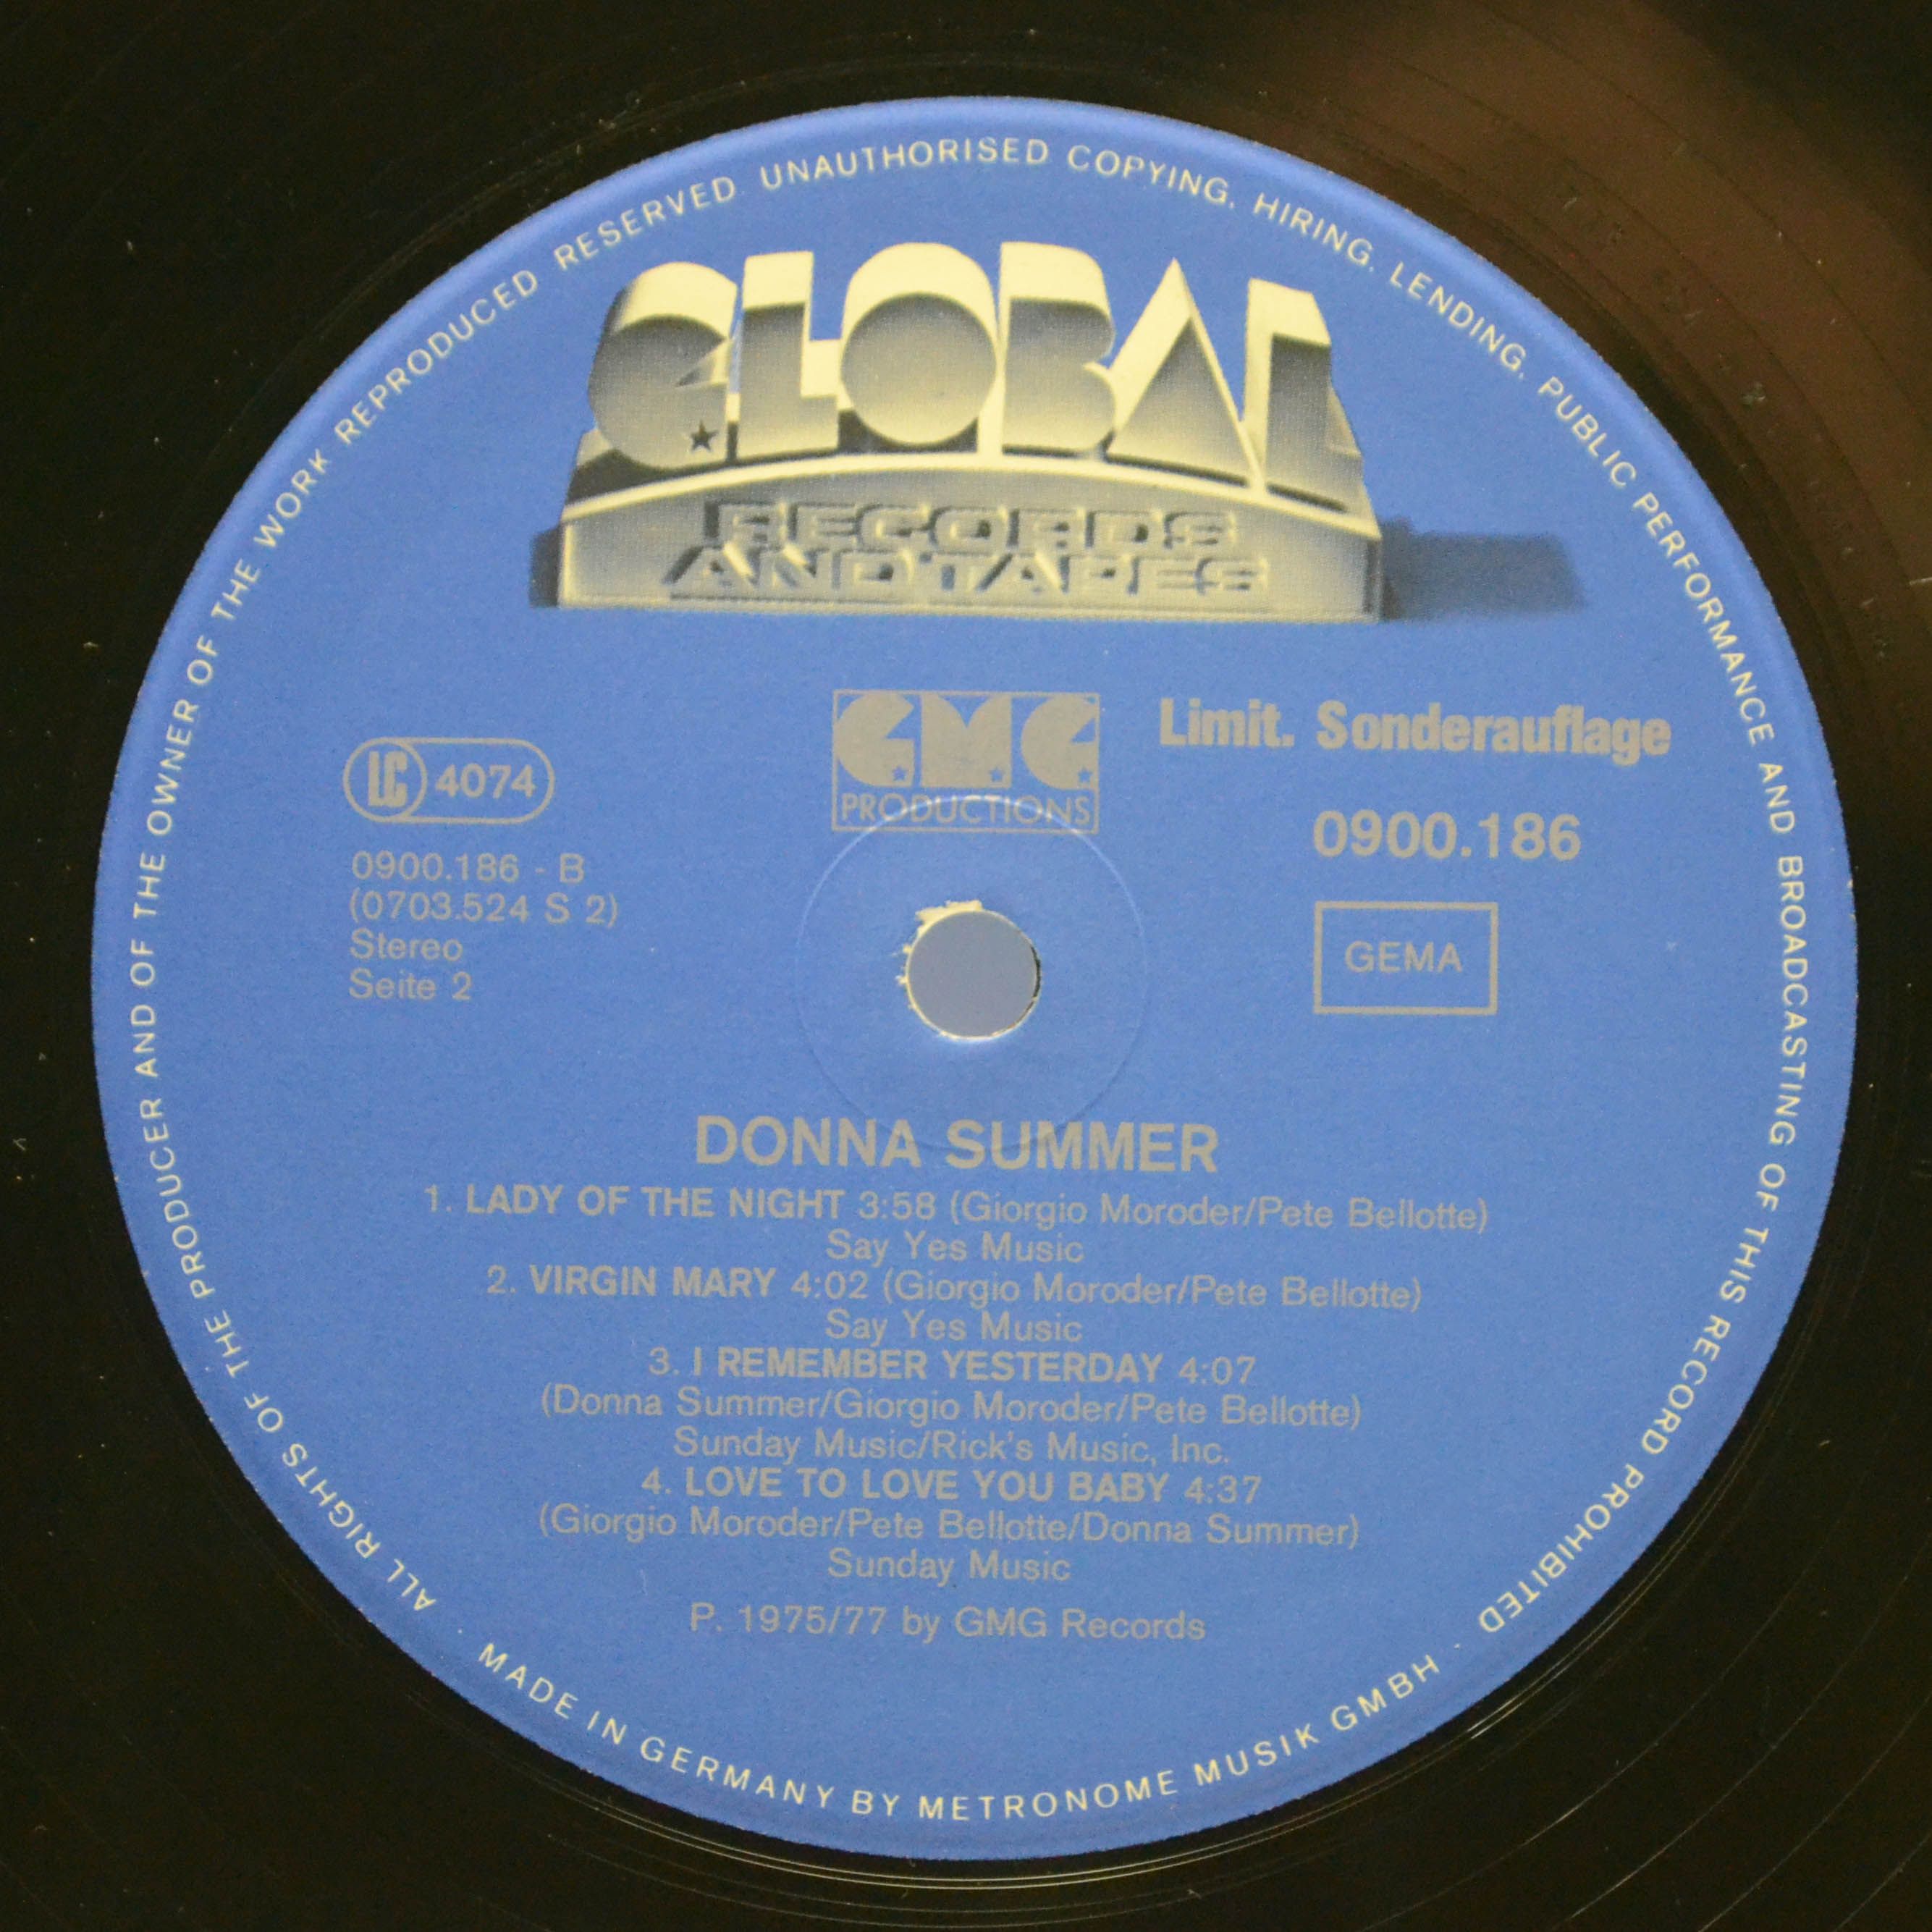 ALL RIGHTS OF THE PRODUCER AND OF THE OWNER OF THE WORK REPRODUCED RESERVED. UNAUTHORISED COPYING, HIRING, LENDING, PUBLIC PERFORMANCE AND BROADCASTING OF THIS RECORD PROHIBITED
GLOBAL
RECORDS
AND TAPES
GMG
PRODUCTIONS
Limit. Sonderauflage
LC 4074
0900.186
0900.186 - B
(0703.524 S 2)
Stereo
Seite 2
GEMA
DONNA SUMMER
1. LADY OF THE NIGHT 3:58 (Giorgio Moroder/Pete Bellotte)
Say Yes Music
2. VIRGIN MARY 4:02 (Giorgio Moroder/Pete Bellotte)
Say Yes Music
3. I REMEMBER YESTERDAY 4:07
(Donna Summer/Giorgio Moroder/Pete Bellotte)
Sunday Music/Rick's Music, Inc.
4. LOVE TO LOVE YOU BABY 4:37
(Giorgio Moroder/Pete Bellotte/Donna Summer)
Sunday Music
P. 1975/77 by GMG Records
· MADE IN GERMANY BY METRONOME MUSIK GMBH ·